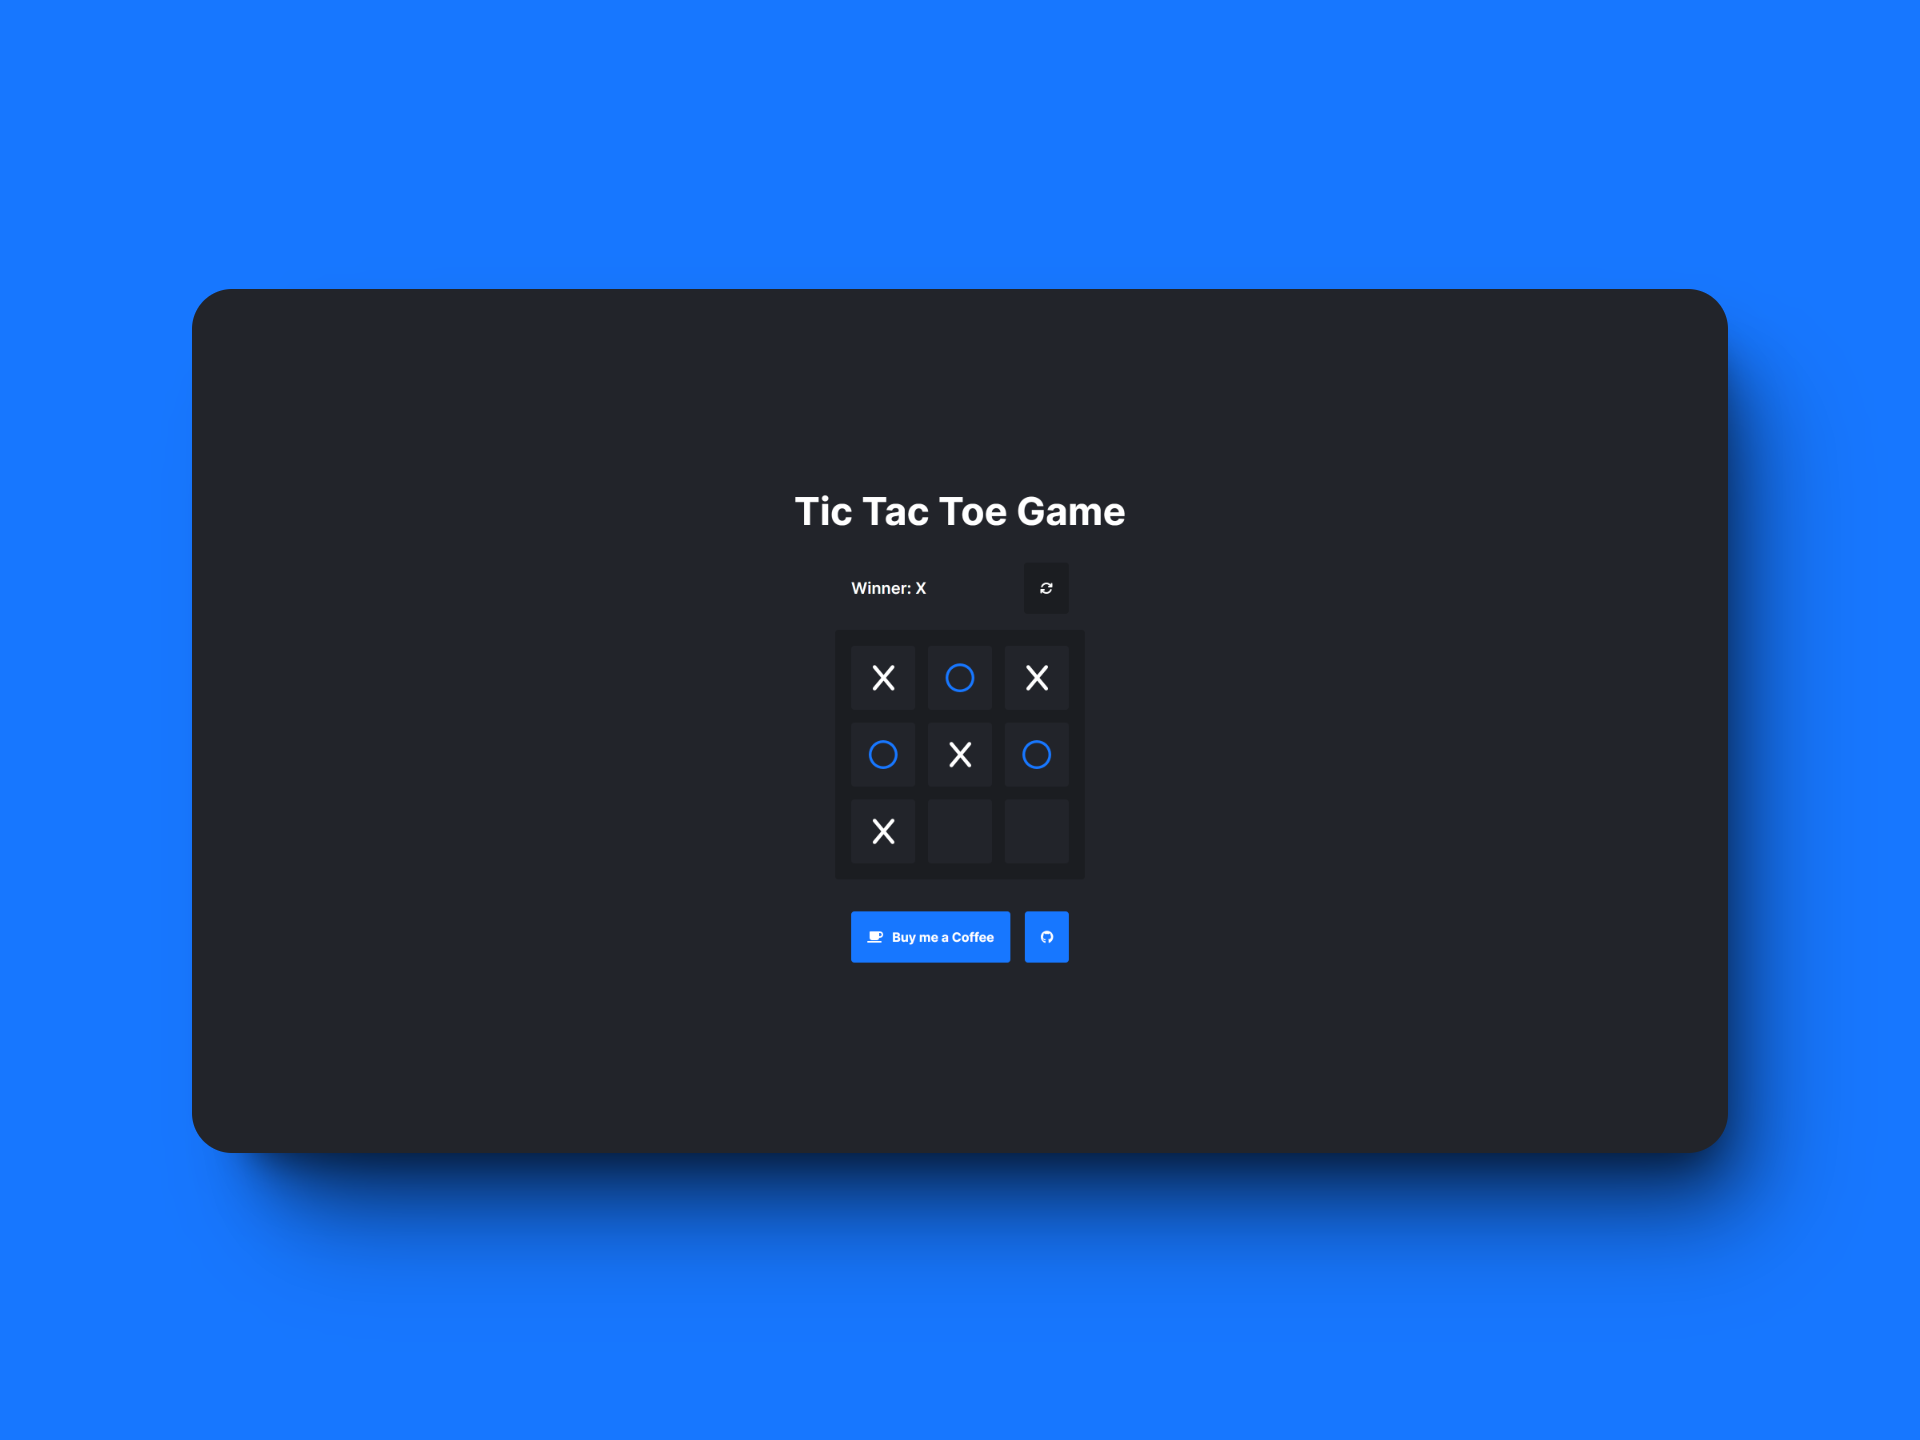 Tic Tac Toe Game
Winner: X
X O X
O X O
X
Buy me a Coffee